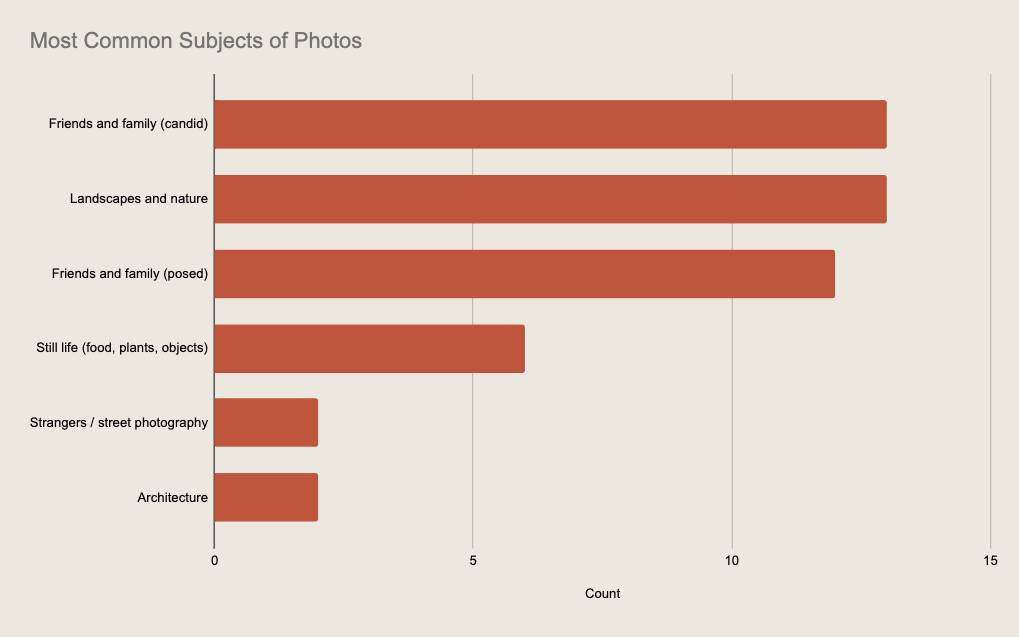 Most Common Subjects of Photos
Friends and family (candid)
Landscapes and nature
Friends and family (posed)
Still life (food, plants, objects)
Strangers / street photography
Architecture
0 5 10 15
Count